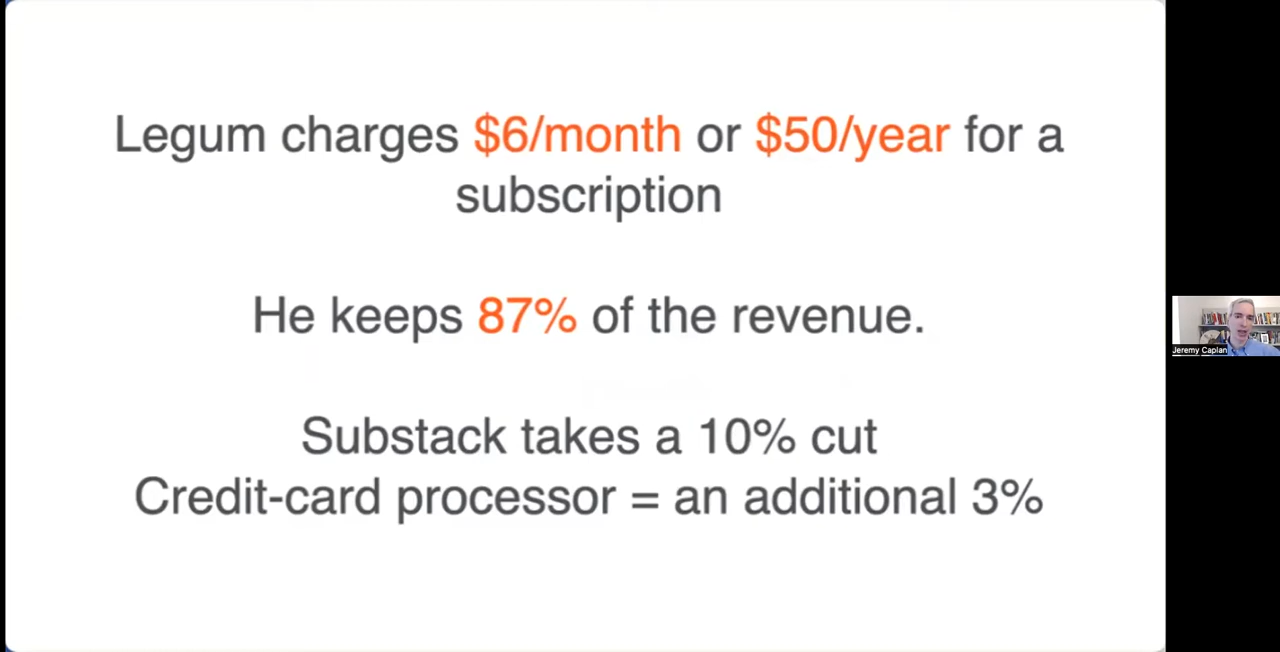 Legum charges $6/month or $50/year for a
subscription
He keeps 87% of the revenue.
Substack takes a 10% cut
Credit-card processor = an additional 3%
Jeremy Caplan